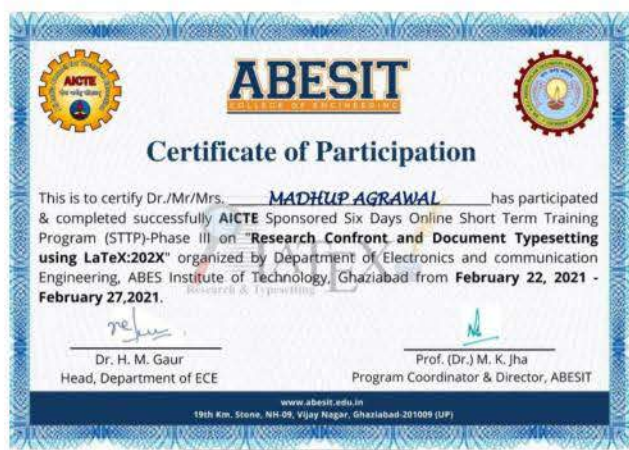 AICTE
ABESIT
COLLEGE OF ENGINEERING
Certificate of Participation
This is to certify Dr./Mr/Mrs. MADHUP AGRAWAL has participated
& completed successfully AICTE Sponsored Six Days Online Short Term Training
Program (STTP)-Phase III on "Research Confront and Document Typesetting
using LaTeX:202X" organized by Department of Electronics and communication
Engineering, ABES Institute of Technology, Ghaziabad from February 22, 2021 -
February 27,2021.
Research & Typesetting
Dr. H. M. Gaur
Head, Department of ECE
Prof. (Dr.) M. K. Jha
Program Coordinator & Director, ABESIT
www.abesit.edu.in
19th Km. Stone, NH-09, Vijay Nagar, Ghaziabad-201009 (UP)